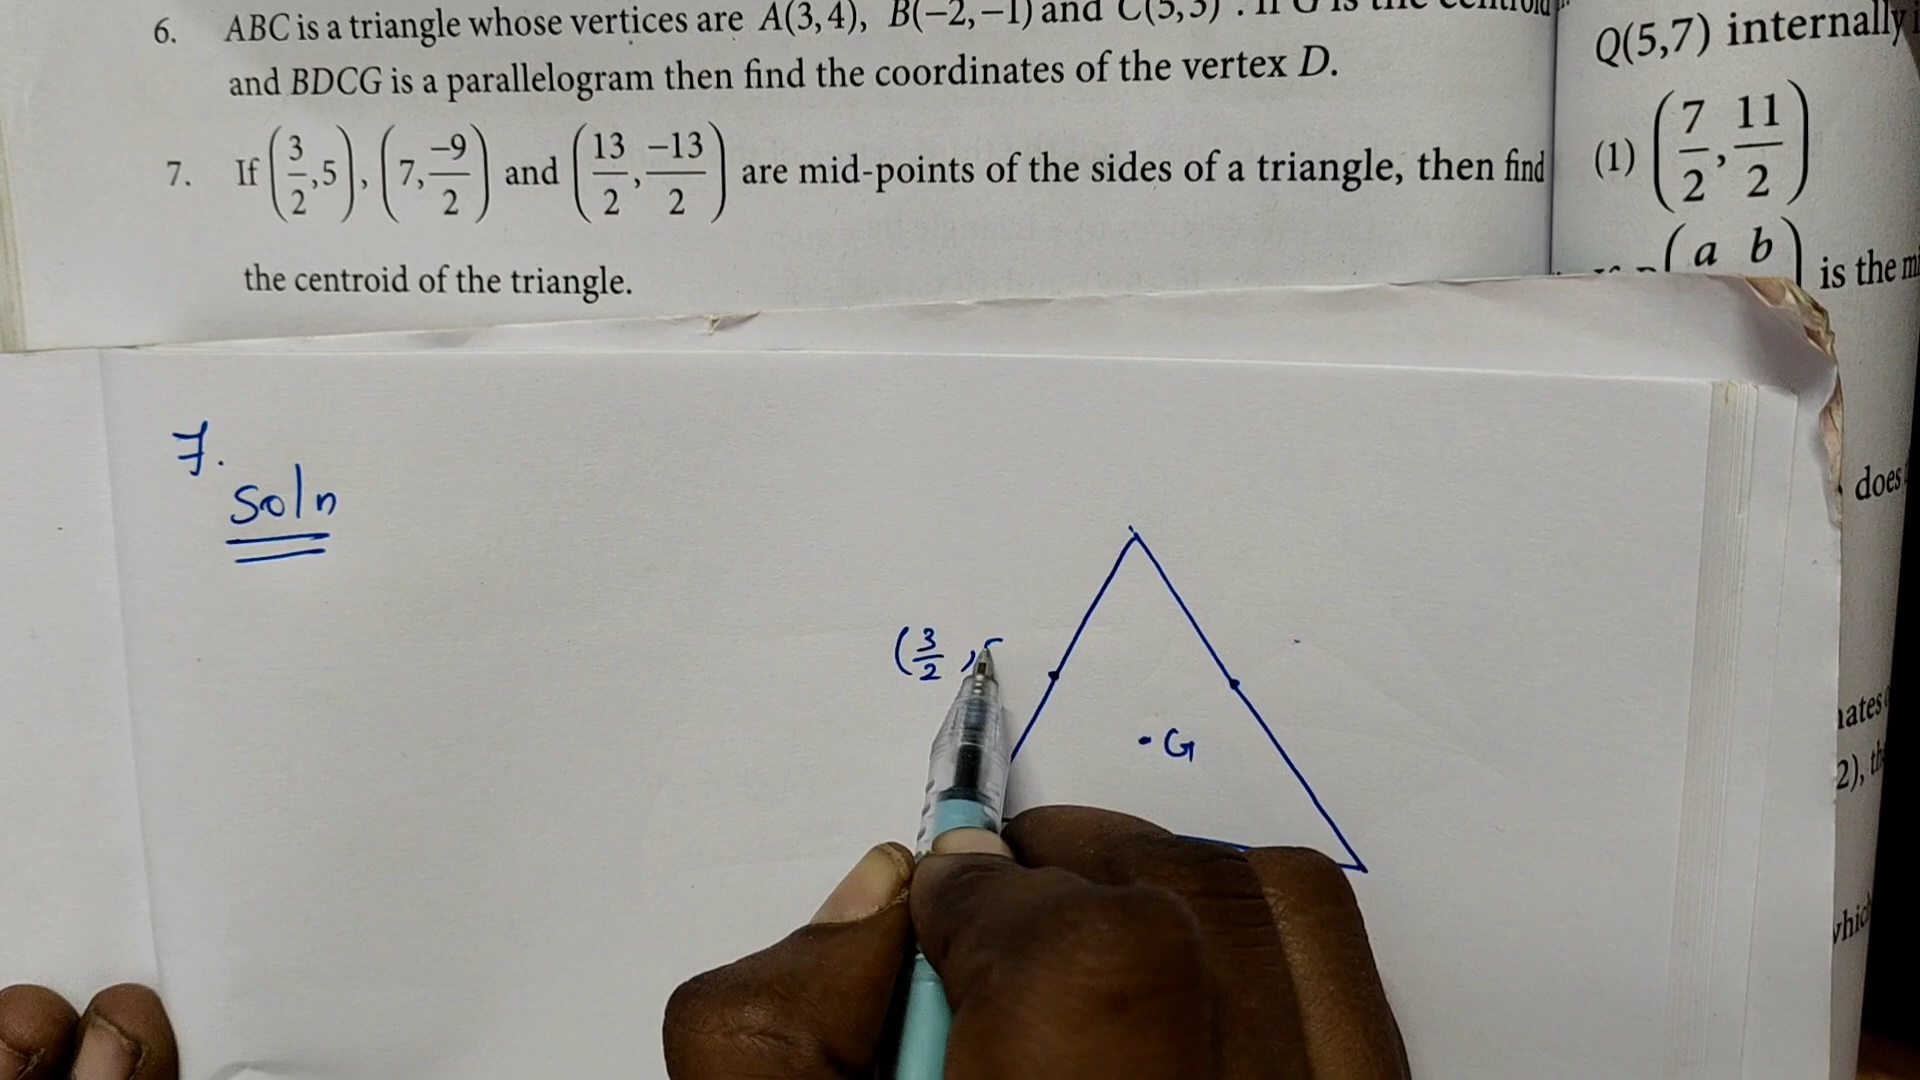 6. ABC is a triangle whose vertices are A(3,4), B(−2,−1) and C(5,3). If G is the centroid
and BDCG is a parallelogram then find the coordinates of the vertex D.
7. If (3/2, 5), (7, −9/2) and (13/2, −13/2) are mid-points of the sides of a triangle, then find
the centroid of the triangle.
Q(5,7) internally
(1) (7/2, 11/2)
(a b) is the
does
2),
7.
Soln
(3/2 ,
• G